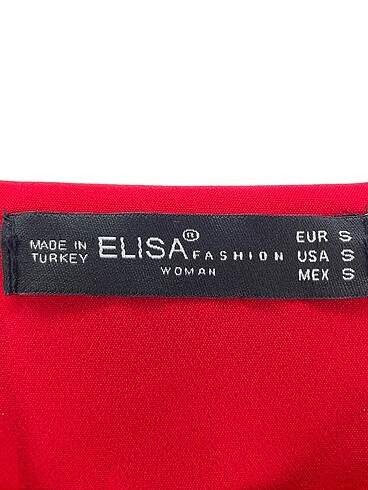 MADE IN
TURKEY
ELISA® FASHION
WOMAN
EUR S
USA S
MEX S